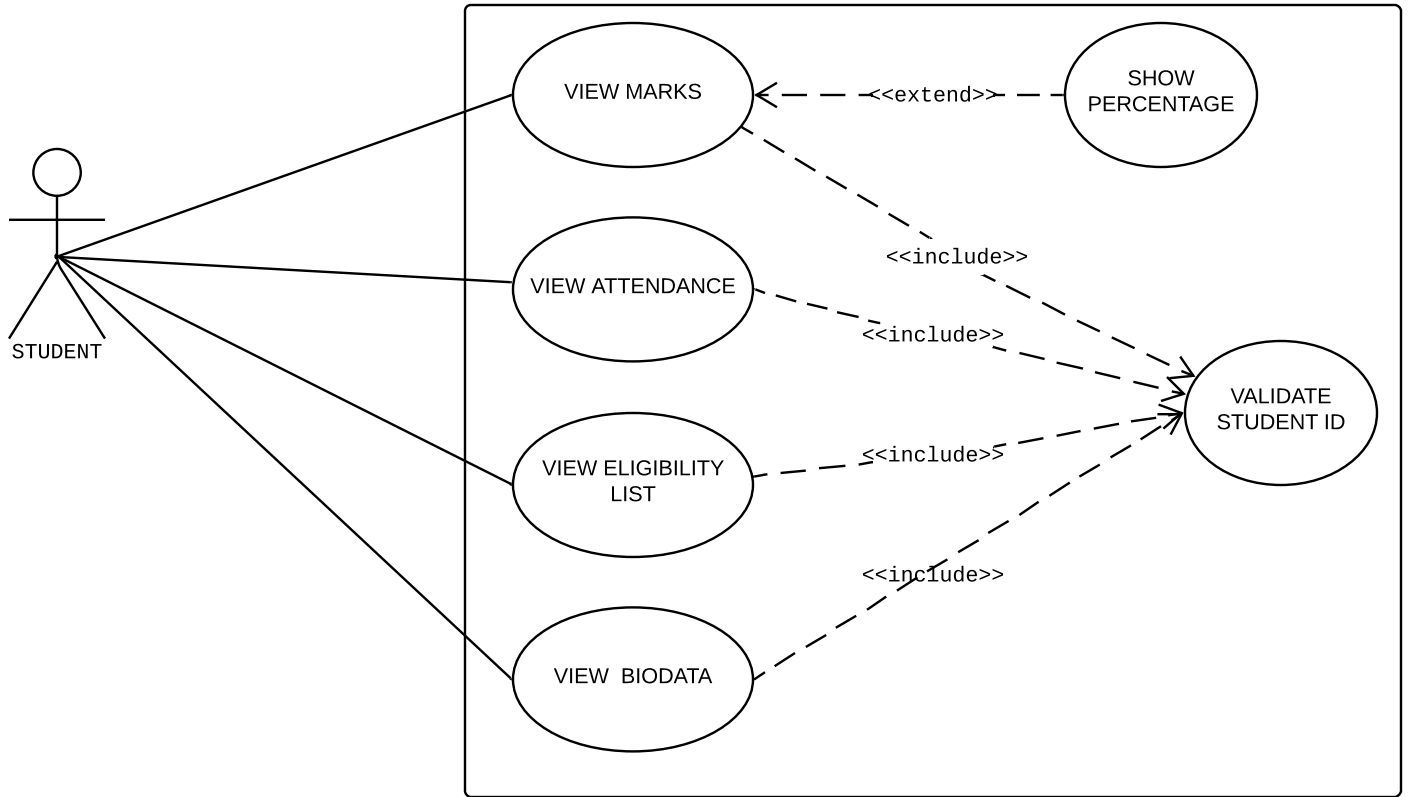 VIEW MARKS
<<extend>>
SHOW
PERCENTAGE
<<include>>
VIEW ATTENDANCE
<<include>>
STUDENT
VALIDATE
STUDENT ID
<<include>>
VIEW ELIGIBILITY
LIST
<<include>>
VIEW  BIODATA